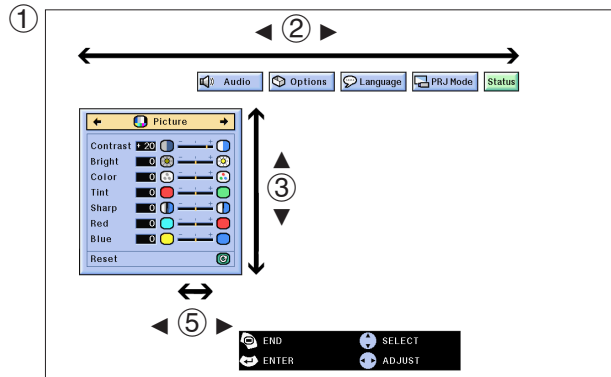 ①
◀ ② ▶
Audio Options Language PRJ Mode Status
Picture
Contrast +20 − +
Bright 0 − +
Color 0 − +
Tint 0 − +
Sharp 0 − +
Red 0 − +
Blue 0 − +
Reset
▲
③
▼
◀ ⑤ ▶
END SELECT
ENTER ADJUST